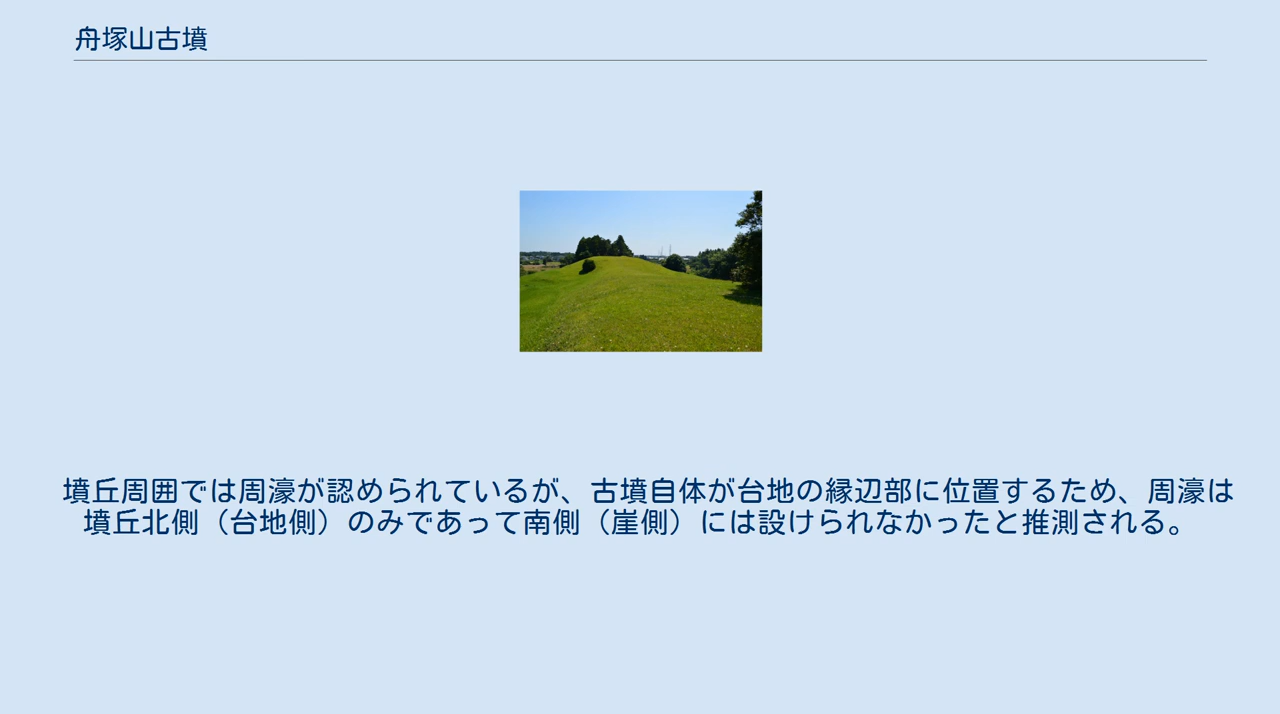 舟塚山古墳
墳丘周囲では周濠が認められているが、古墳自体が台地の縁辺部に位置するため、周濠は
墳丘北側（台地側）のみであって南側（崖側）には設けられなかったと推測される。